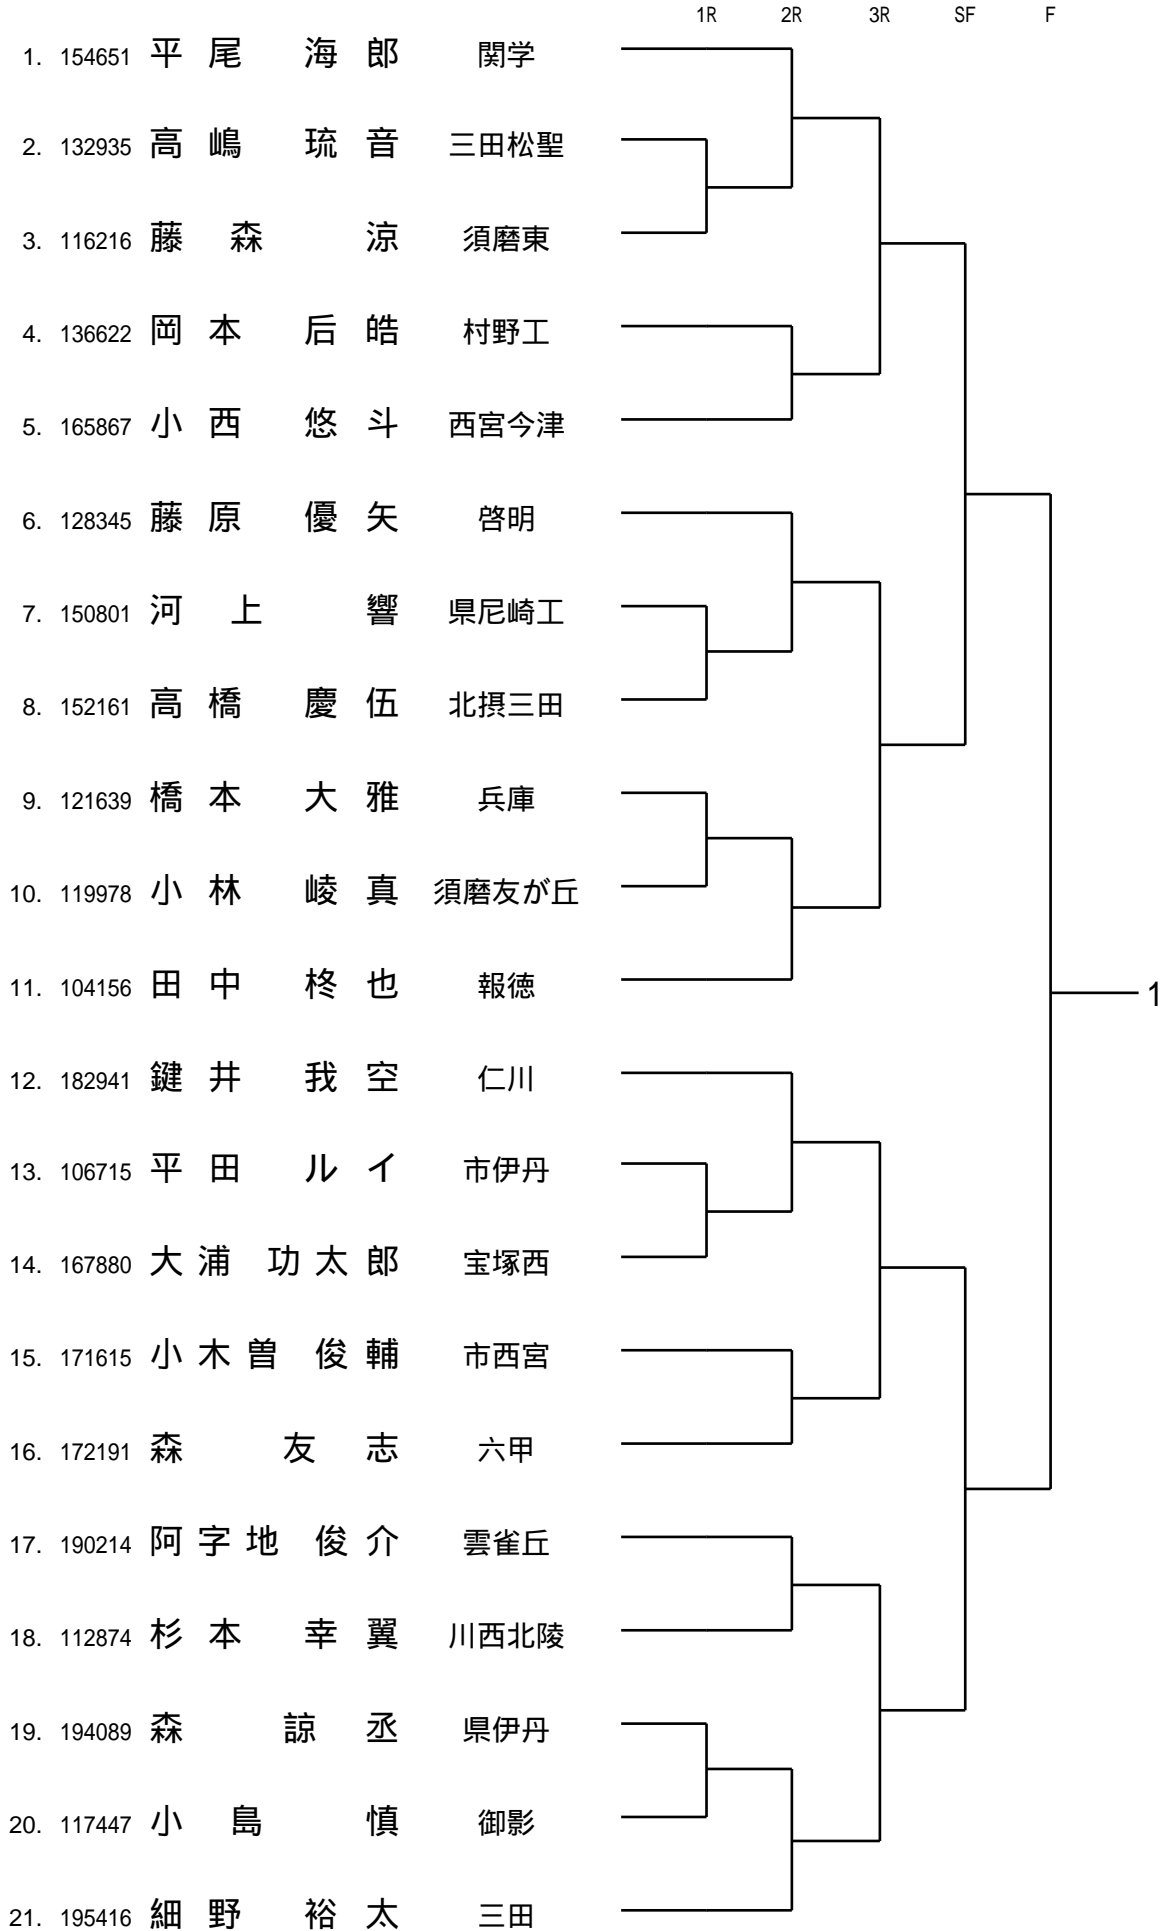 1R 2R 3R SF F
1. 154651 平尾 海郎 関学
2. 132935 高嶋 琉音 三田松聖
3. 116216 藤森 涼 須磨東
4. 136622 岡本 后皓 村野工
5. 165867 小西 悠斗 西宮今津
6. 128345 藤原 優矢 啓明
7. 150801 河上 響 県尼崎工
8. 152161 高橋 慶伍 北摂三田
9. 121639 橋本 大雅 兵庫
10. 119978 小林 崚真 須磨友が丘
11. 104156 田中 柊也 報徳
1
12. 182941 鍵井 我空 仁川
13. 106715 平田 ルイ 市伊丹
14. 167880 大浦 功太郎 宝塚西
15. 171615 小木曽 俊輔 市西宮
16. 172191 森 友志 六甲
17. 190214 阿字地 俊介 雲雀丘
18. 112874 杉本 幸翼 川西北陵
19. 194089 森 諒丞 県伊丹
20. 117447 小島 慎 御影
21. 195416 細野 裕太 三田